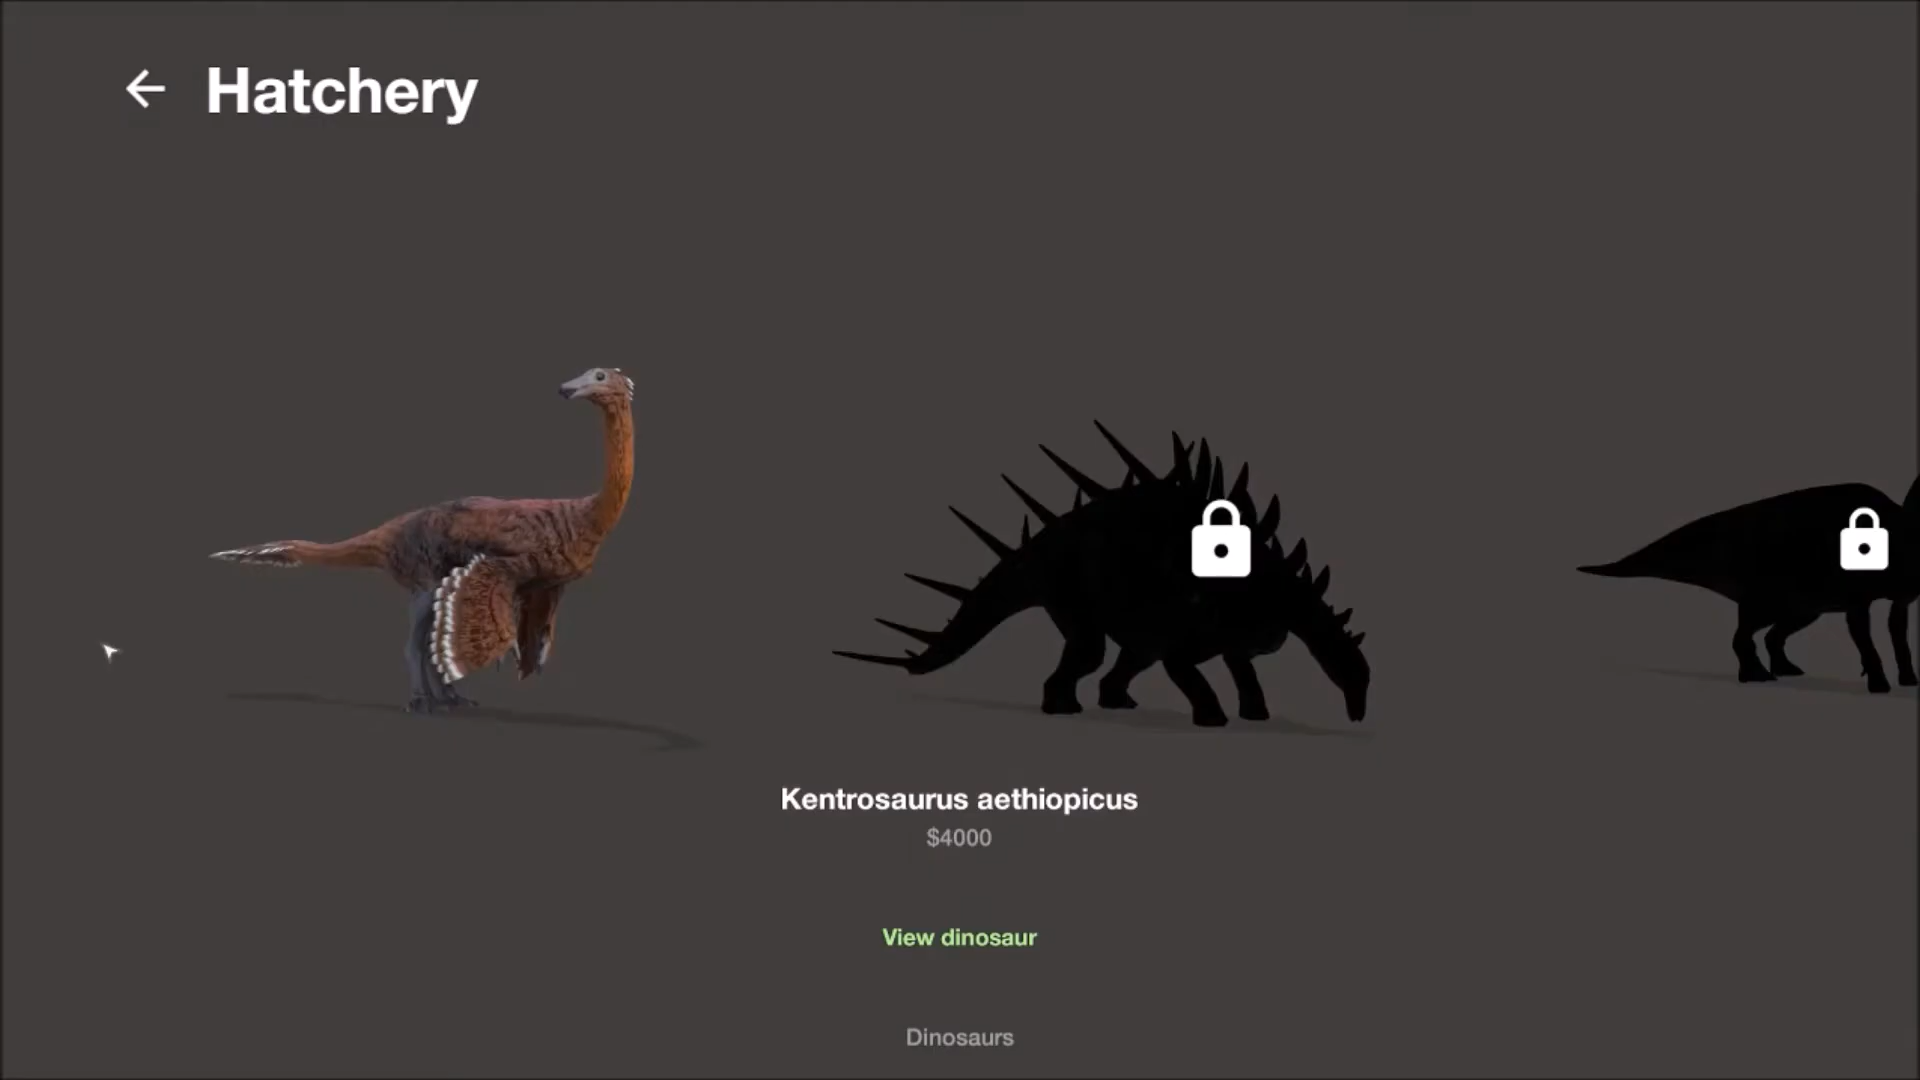 Hatchery
Kentrosaurus aethiopicus
$4000
View dinosaur
Dinosaurs